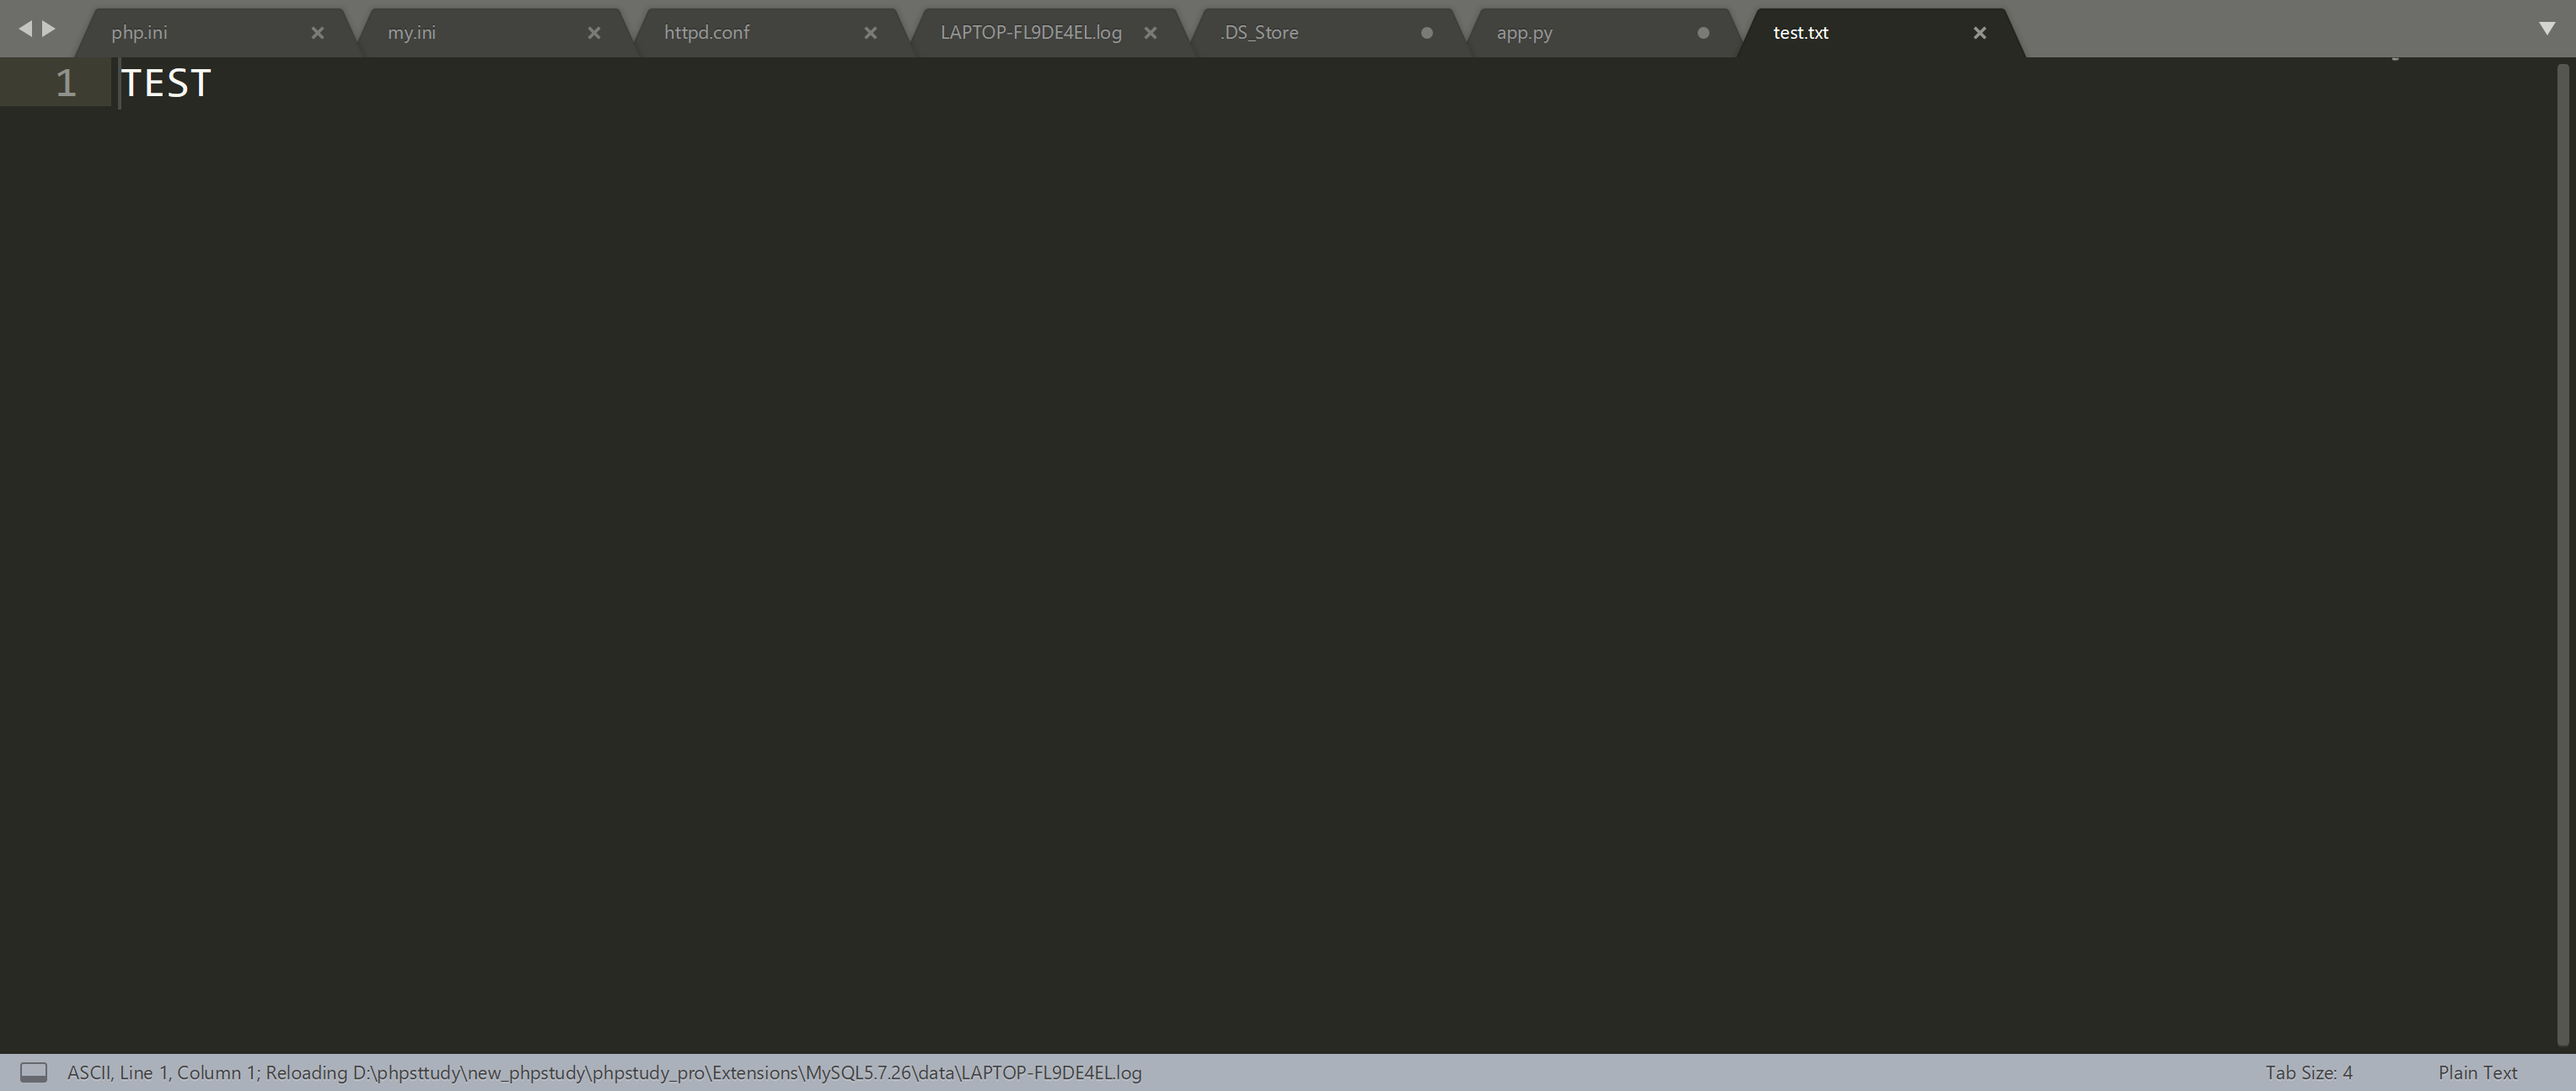 php.ini my.ini httpd.conf LAPTOP-FL9DE4EL.log .DS_Store app.py test.txt
1 TEST
ASCII, Line 1, Column 1; Reloading D:\phpsttudy\new_phpstudy\phpstudy_pro\Extensions\MySQL5.7.26\data\LAPTOP-FL9DE4EL.log Tab Size: 4 Plain Text